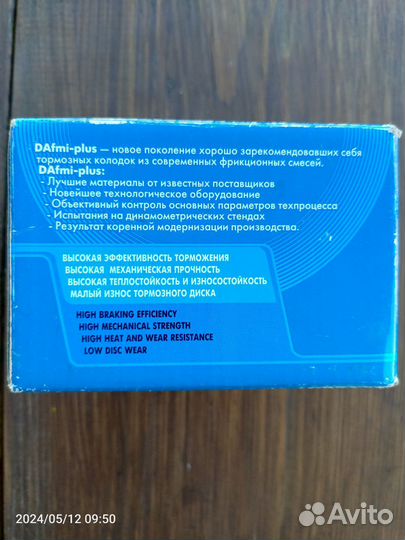 DAfmi-plus — новое поколение хорошо зарекомендовавших себя
тормозных колодок из современных фрикционных смесей.
DAfmi-plus:
- Лучшие материалы от известных поставщиков
- Новейшее технологическое оборудование
- Объективный контроль основных параметров техпроцесса
- Испытания на динамометрических стендах
- Результат коренной модернизации производства.
ВЫСОКАЯ ЭФФЕКТИВНОСТЬ ТОРМОЖЕНИЯ
ВЫСОКАЯ МЕХАНИЧЕСКАЯ ПРОЧНОСТЬ
ВЫСОКАЯ ТЕПЛОСТОЙКОСТЬ И ИЗНОСОСТОЙКОСТЬ
МАЛЫЙ ИЗНОС ТОРМОЗНОГО ДИСКА
HIGH BRAKING EFFICIENCY
HIGH MECHANICAL STRENGTH
HIGH HEAT AND WEAR RESISTANCE
LOW DISC WEAR
2024/05/12 09:50
Avito